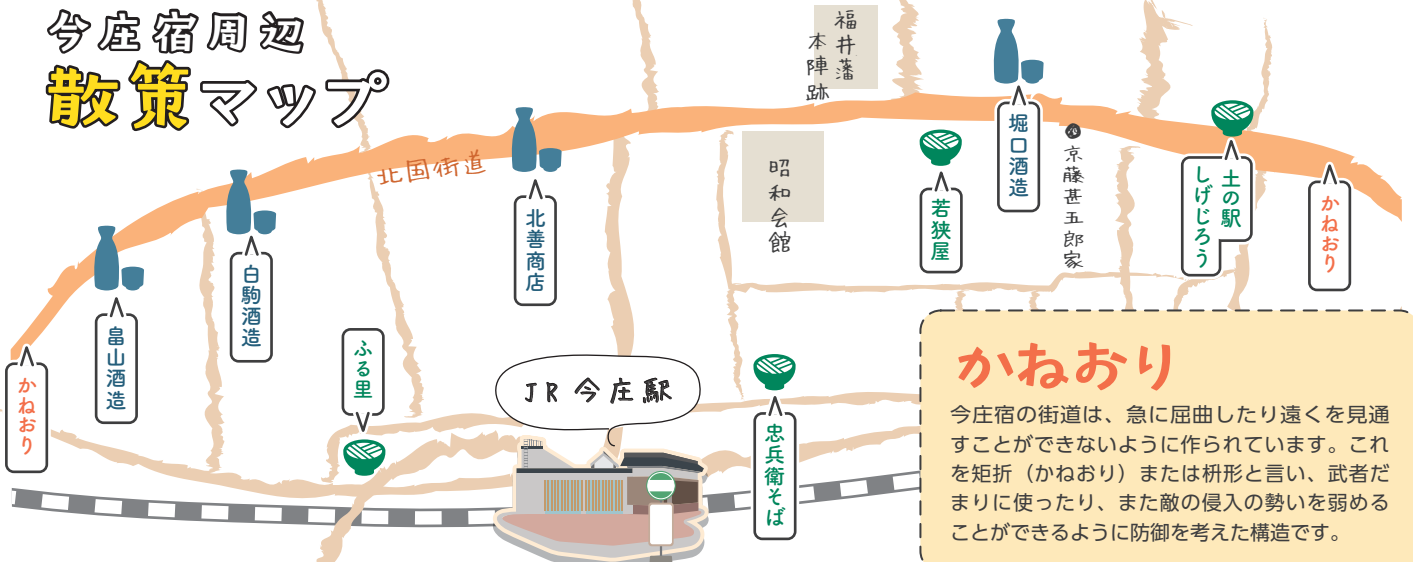 今庄宿周辺
散策マップ
福井藩
本陣跡
北国街道
昭和会館
堀口酒造
京藤甚五郎家
土の駅
しげじろう
かねおり
若狭屋
北善商店
白駒酒造
畠山酒造
かねおり
ふる里
JR今庄駅
忠兵衛そば
かねおり
今庄宿の街道は、急に屈曲したり遠くを見通
すことができないように作られています。これ
を矩折（かねおり）または枡形と言い、武者だ
まりに使ったり、また敵の侵入の勢いを弱める
ことができるように防御を考えた構造です。